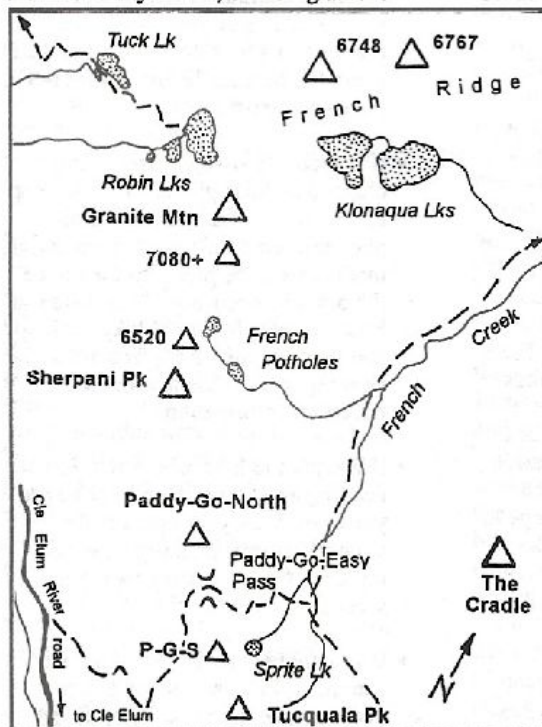 Tuck Lk
6748
6767
French
Ridge
Robin Lks
Klonaqua Lks
Granite Mtn
7080+
6520
French
Potholes
Creek
Sherpani Pk
French
Cle Elum
River
road
Paddy-Go-North
Paddy-Go-Easy
Pass
The
Cradle
P-G-S
Sprite Lk
N
to Cle Elum
Tucquala Pk